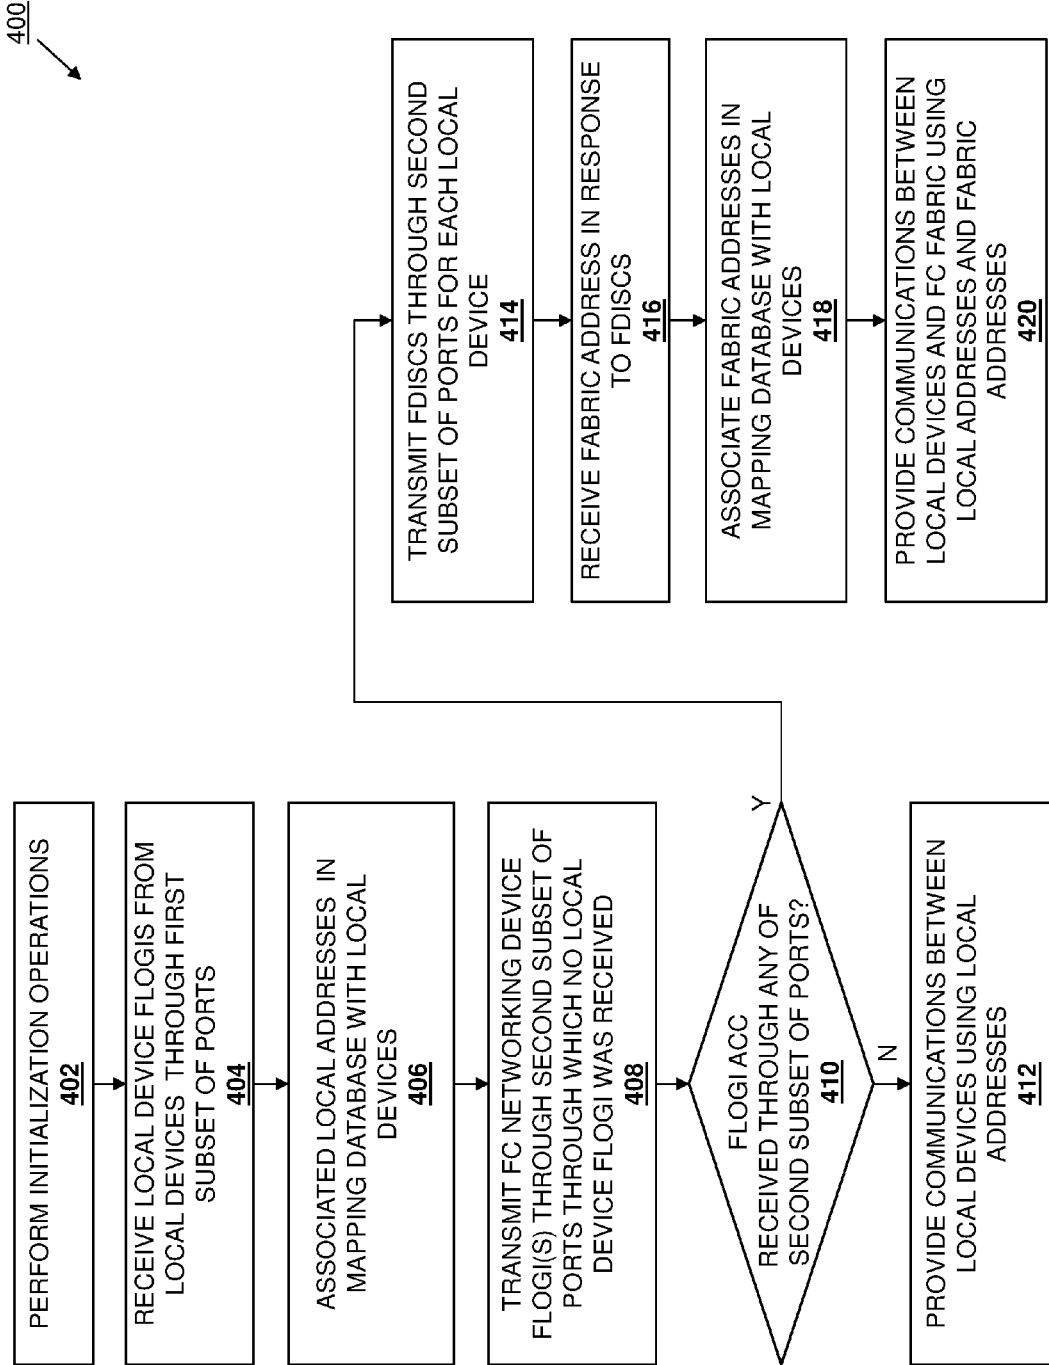 400
PERFORM INITIALIZATION OPERATIONS
402
RECEIVE LOCAL DEVICE FLOGIS FROM
LOCAL DEVICES THROUGH FIRST
SUBSET OF PORTS
404
ASSOCIATED LOCAL ADDRESSES IN
MAPPING DATABASE WITH LOCAL
DEVICES
406
TRANSMIT FC NETWORKING DEVICE
FLOGI(S) THROUGH SECOND SUBSET OF
PORTS THROUGH WHICH NO LOCAL
DEVICE FLOGI WAS RECEIVED
408
FLOGI ACC
RECEIVED THROUGH ANY OF
SECOND SUBSET OF PORTS?
410
Y
N
PROVIDE COMMUNICATIONS BETWEEN
LOCAL DEVICES USING LOCAL
ADDRESSES
412
TRANSMIT FDISCS THROUGH SECOND
SUBSET OF PORTS FOR EACH LOCAL
DEVICE
414
RECEIVE FABRIC ADDRESS IN RESPONSE
TO FDISCS
416
ASSOCIATE FABRIC ADDRESSES IN
MAPPING DATABASE WITH LOCAL
DEVICES
418
PROVIDE COMMUNICATIONS BETWEEN
LOCAL DEVICES AND FC FABRIC USING
LOCAL ADDRESSES AND FABRIC
ADDRESSES
420